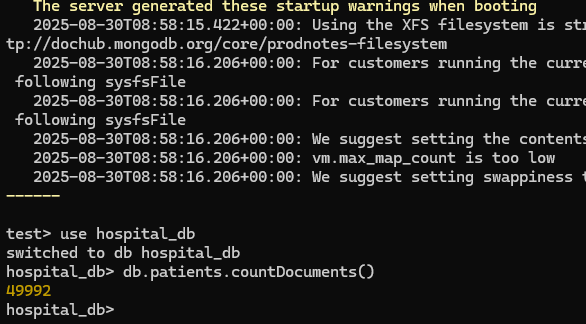 The server generated these startup warnings when booting
2025-08-30T08:58:15.422+00:00: Using the XFS filesystem is
tp://dochub.mongodb.org/core/prodnotes-filesystem
2025-08-30T08:58:16.206+00:00: For customers running the
following sysfsFile
2025-08-30T08:58:16.206+00:00: For customers running the
following sysfsFile
2025-08-30T08:58:16.206+00:00: We suggest setting the contents
2025-08-30T08:58:16.206+00:00: vm.max_map_count is too low
2025-08-30T08:58:16.206+00:00: We suggest setting swappiness
------
test> use hospital_db
switched to db hospital_db
hospital_db> db.patients.countDocuments()
49992
hospital_db>